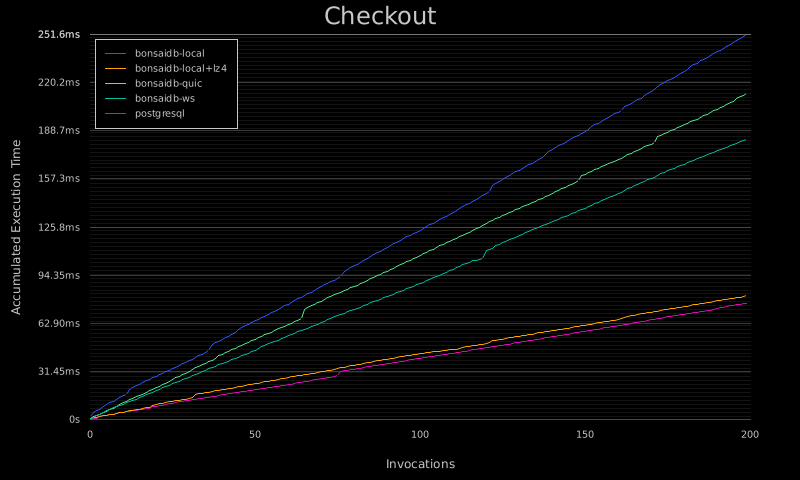 Checkout
251.6ms
220.2ms
188.7ms
157.3ms
125.8ms
94.35ms
62.90ms
31.45ms
0s
bonsaidb-local
bonsaidb-local+lz4
bonsaidb-quic
bonsaidb-ws
postgresql
Accumulated Execution Time
0
50
100
150
200
Invocations